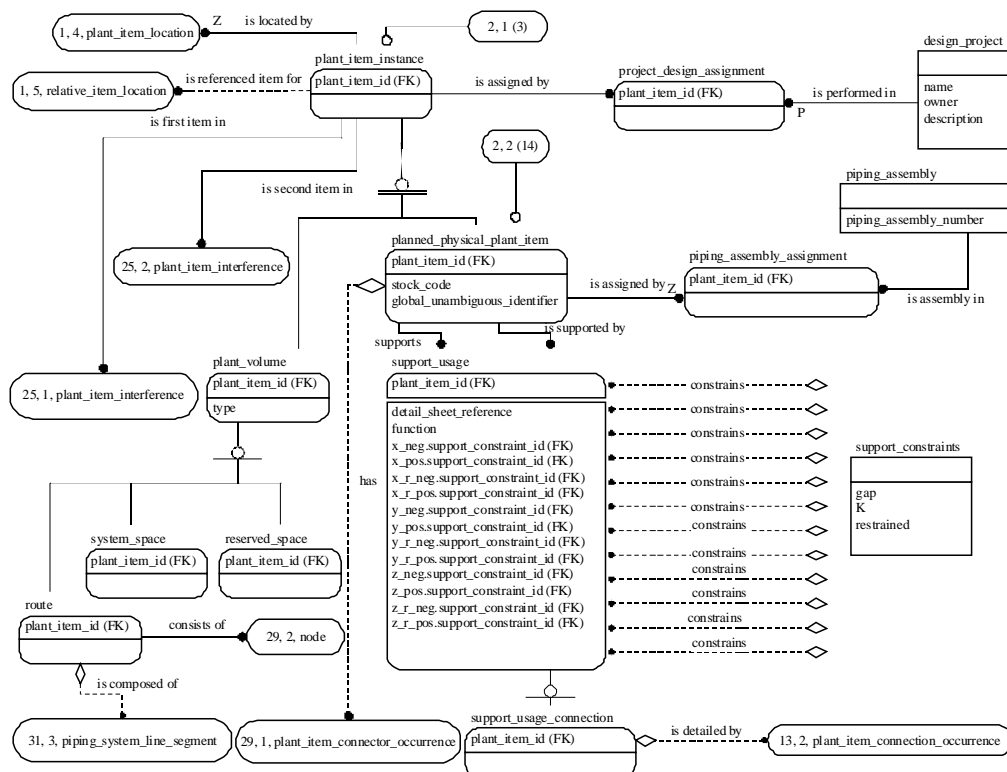 Z
is located by
1, 4, plant_item_location
2, 1 (3)
design_project
plant_item_instance
plant_item_id (FK)
is referenced item for
1, 5, relative_item_location
is assigned by
project_design_assignment
plant_item_id (FK)
is performed in
P
name
owner
description
is first item in
2, 2 (14)
is second item in
piping_assembly
piping_assembly_number
25, 2, plant_item_interference
planned_physical_plant_item
plant_item_id (FK)
stock_code
global_unambiguous_identifier
piping_assembly_assignment
plant_item_id (FK)
is assigned by
Z
is assembly in
supports
is supported by
25, 1, plant_item_interference
plant_volume
plant_item_id (FK)
type
support_usage
plant_item_id (FK)
detail_sheet_reference
function
x_neg.support_constraint_id (FK)
x_pos.support_constraint_id (FK)
x_r_neg.support_constraint_id (FK)
x_r_pos.support_constraint_id (FK)
y_neg.support_constraint_id (FK)
y_pos.support_constraint_id (FK)
y_r_neg.support_constraint_id (FK)
y_r_pos.support_constraint_id (FK)
z_neg.support_constraint_id (FK)
z_pos.support_constraint_id (FK)
z_r_neg.support_constraint_id (FK)
z_r_pos.support_constraint_id (FK)
constrains
constrains
constrains
constrains
constrains
constrains
constrains
constrains
constrains
constrains
constrains
constrains
support_constraints
gap
K
restrained
has
system_space
plant_item_id (FK)
reserved_space
plant_item_id (FK)
route
plant_item_id (FK)
consists of
29, 2, node
is composed of
31, 3, piping_system_line_segment
29, 1, plant_item_connector_occurrence
support_usage_connection
plant_item_id (FK)
is detailed by
13, 2, plant_item_connection_occurrence